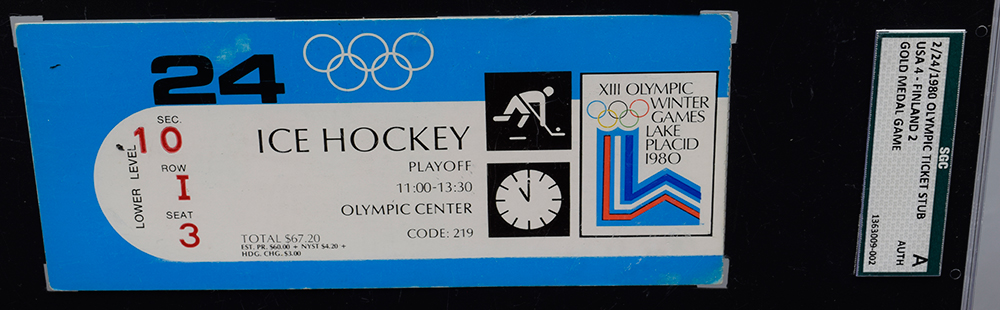 24
SEC.
10
LOWER LEVEL
ROW
I
SEAT
3
ICE HOCKEY
PLAYOFF
11:00-13:30
OLYMPIC CENTER
CODE: 219
TOTAL $67.20
EST. PR. $60.00 + NYST $4.20 +
HDG. CHG. $3.00
XIII OLYMPIC
WINTER
GAMES
LAKE
PLACID
1980
SGC
2/24/1980 OLYMPIC TICKET STUB
USA 4 - FINLAND 2
GOLD MEDAL GAME
A
AUTH
1363009-002